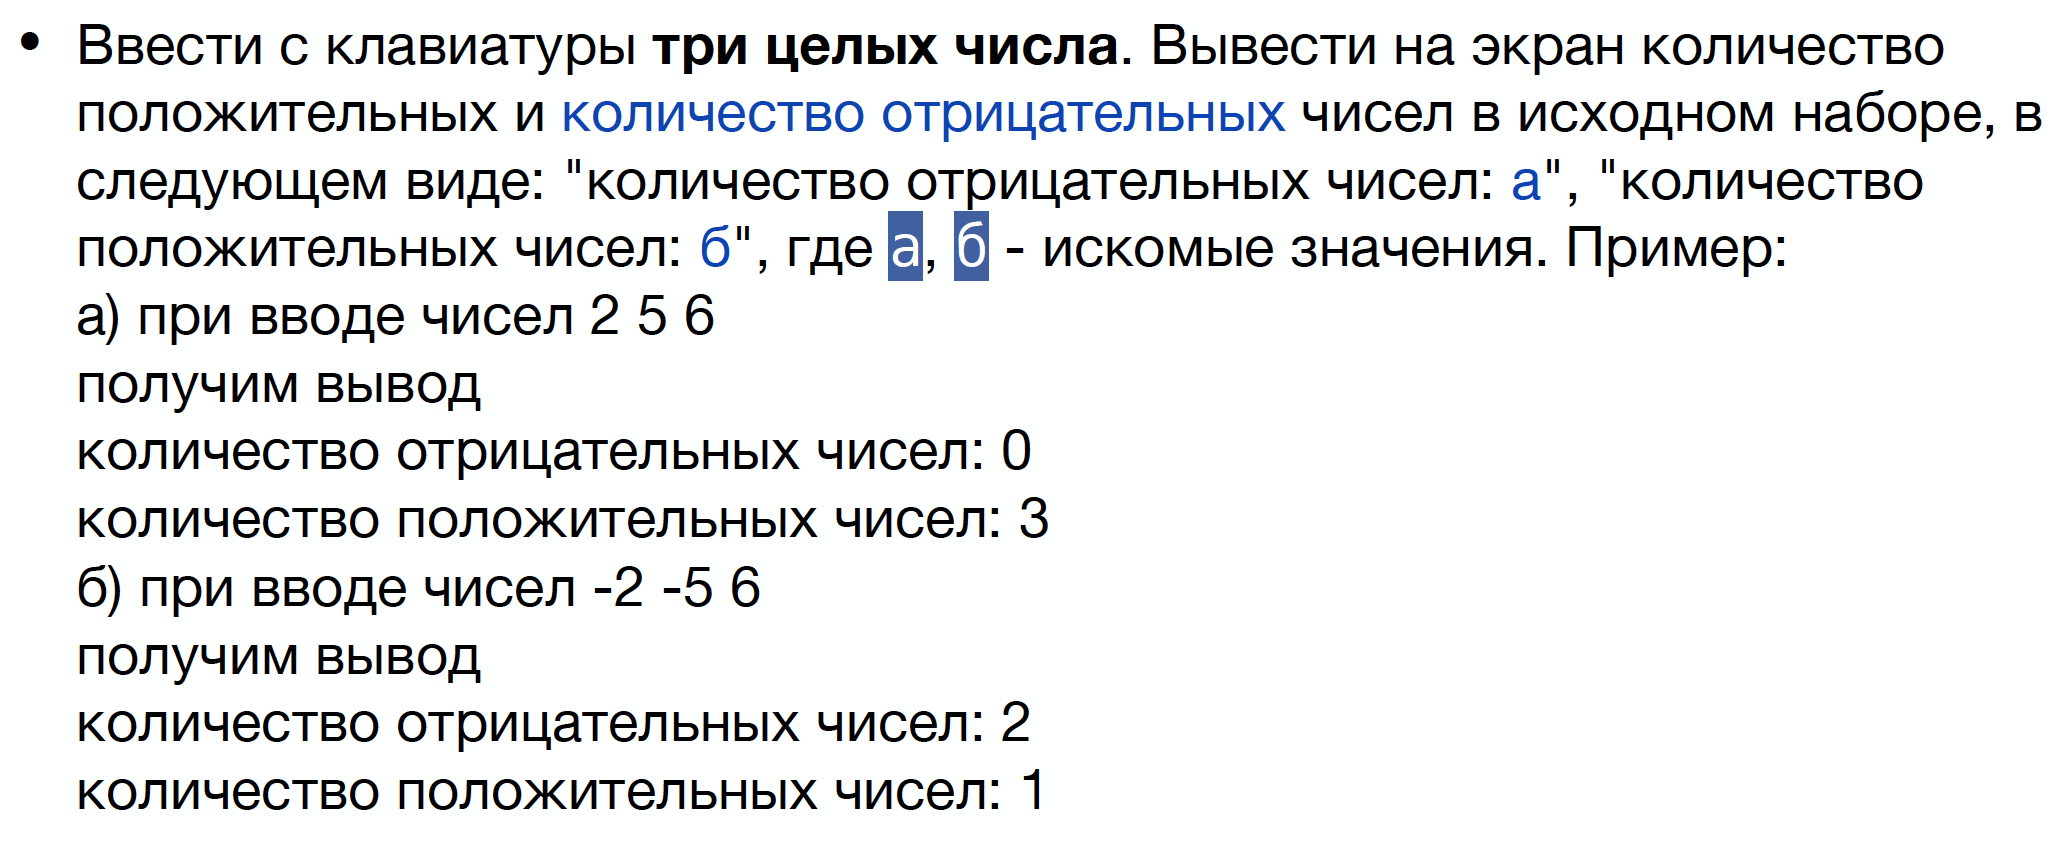 • Ввести с клавиатуры три целых числа. Вывести на экран количество
положительных и количество отрицательных чисел в исходном наборе, в
следующем виде: "количество отрицательных чисел: а", "количество
положительных чисел: б", где а, б - искомые значения. Пример:
а) при вводе чисел 2 5 6
получим вывод
количество отрицательных чисел: 0
количество положительных чисел: 3
б) при вводе чисел -2 -5 6
получим вывод
количество отрицательных чисел: 2
количество положительных чисел: 1